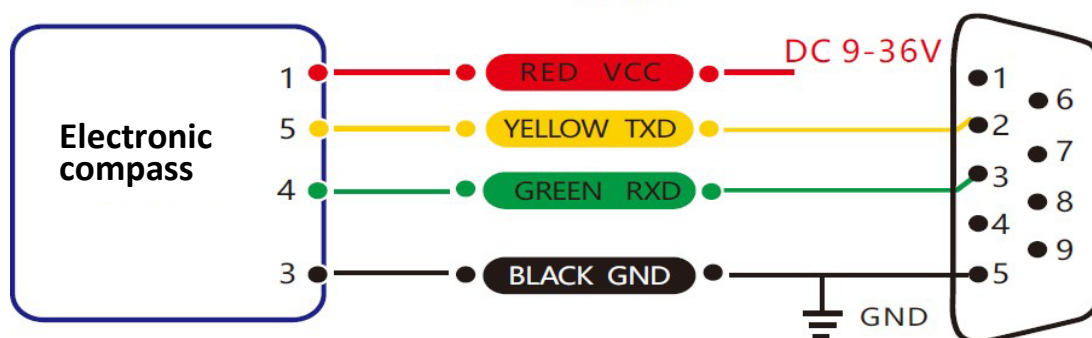 DC 9-36V
1 RED VCC 1
6
Electronic
compass
5 YELLOW TXD 2
7
4 GREEN RXD 3
8
4
9
3 BLACK GND 5
GND